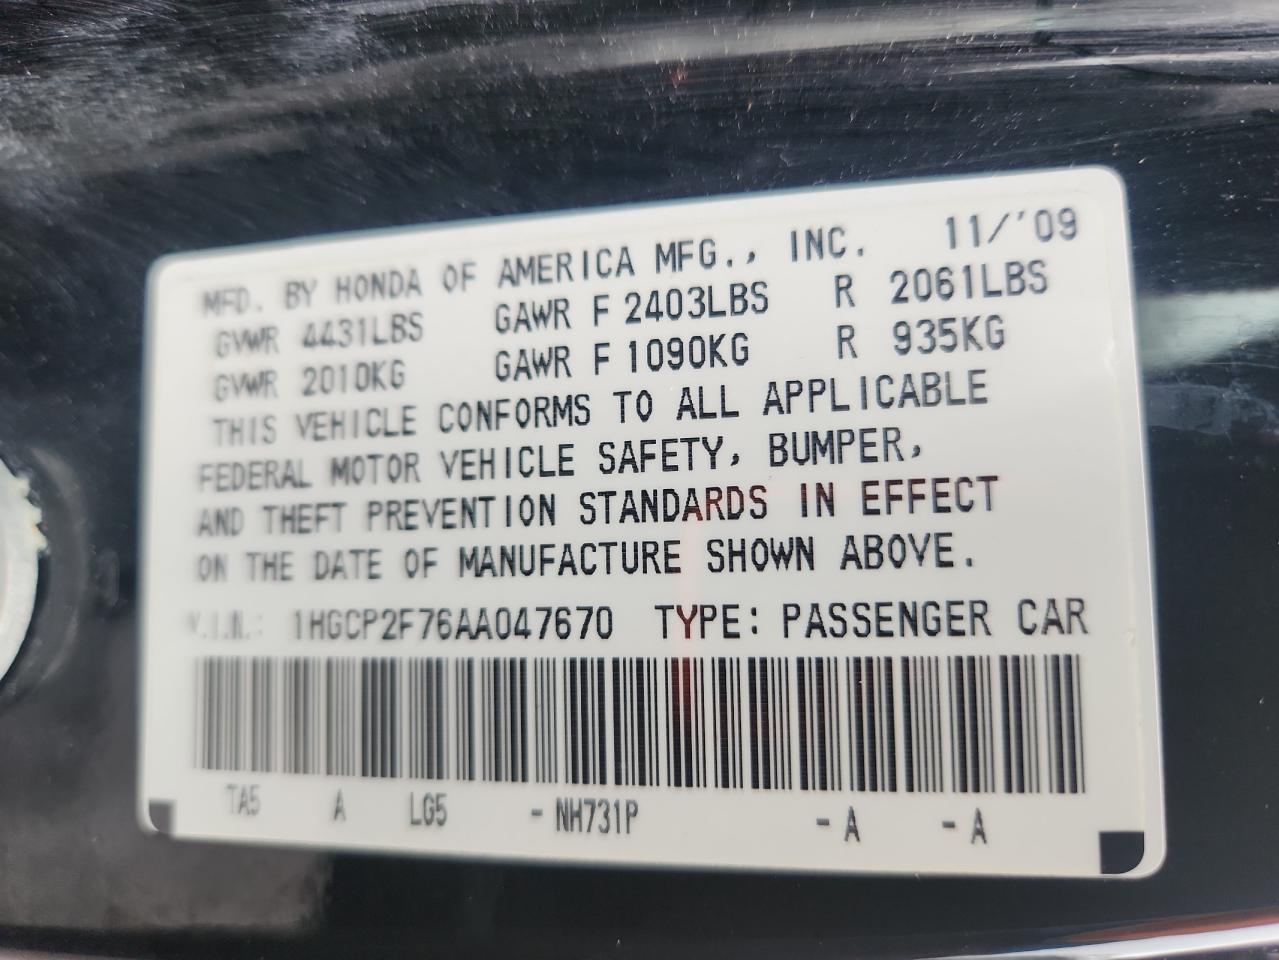 MFD. BY HONDA OF AMERICA MFG., INC. 11/'09
GVWR 4431LBS GAWR F 2403LBS R 2061LBS
GVWR 2010KG GAWR F 1090KG R 935KG
THIS VEHICLE CONFORMS TO ALL APPLICABLE
FEDERAL MOTOR VEHICLE SAFETY, BUMPER,
AND THEFT PREVENTION STANDARDS IN EFFECT
ON THE DATE OF MANUFACTURE SHOWN ABOVE.
V.I.N.: 1HGCP2F76AA047670 TYPE: PASSENGER CAR
TA5 A LG5 - NH731P - A - A